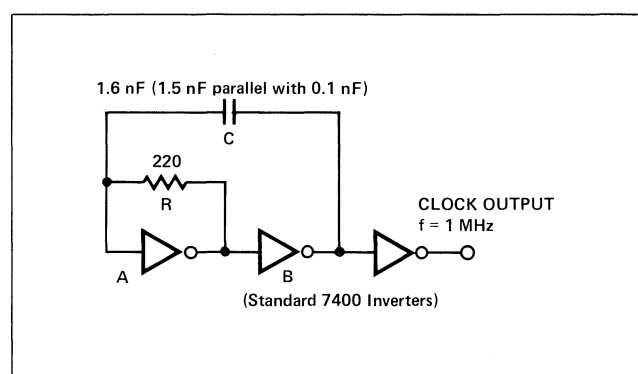 1.6 nF (1.5 nF parallel with 0.1 nF)
C
220
R
CLOCK OUTPUT
f = 1 MHz
A
B
(Standard 7400 Inverters)